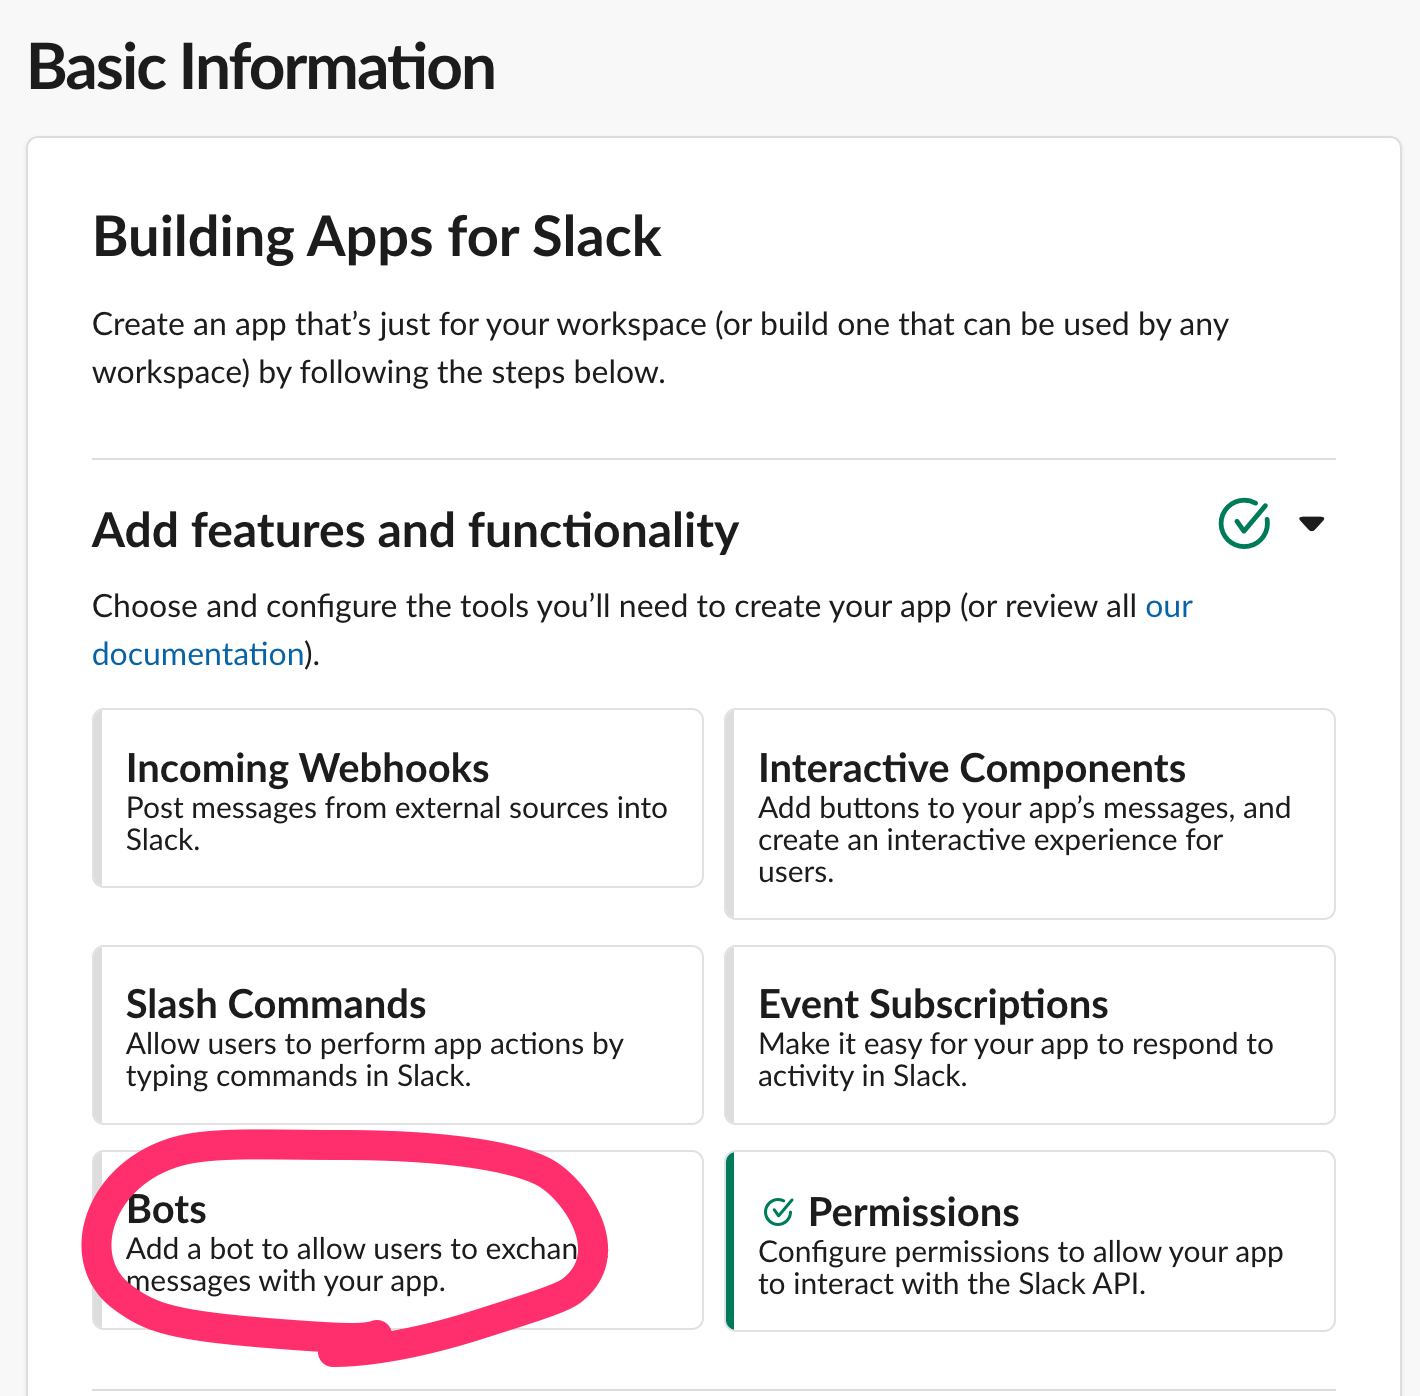 Basic Information
Building Apps for Slack
Create an app that’s just for your workspace (or build one that can be used by any
workspace) by following the steps below.
Add features and functionality
Choose and configure the tools you’ll need to create your app (or review all our
documentation).
Incoming Webhooks
Post messages from external sources into
Slack.
Interactive Components
Add buttons to your app’s messages, and
create an interactive experience for
users.
Slash Commands
Allow users to perform app actions by
typing commands in Slack.
Event Subscriptions
Make it easy for your app to respond to
activity in Slack.
Bots
Add a bot to allow users to exchan
messages with your app.
Permissions
Configure permissions to allow your app
to interact with the Slack API.